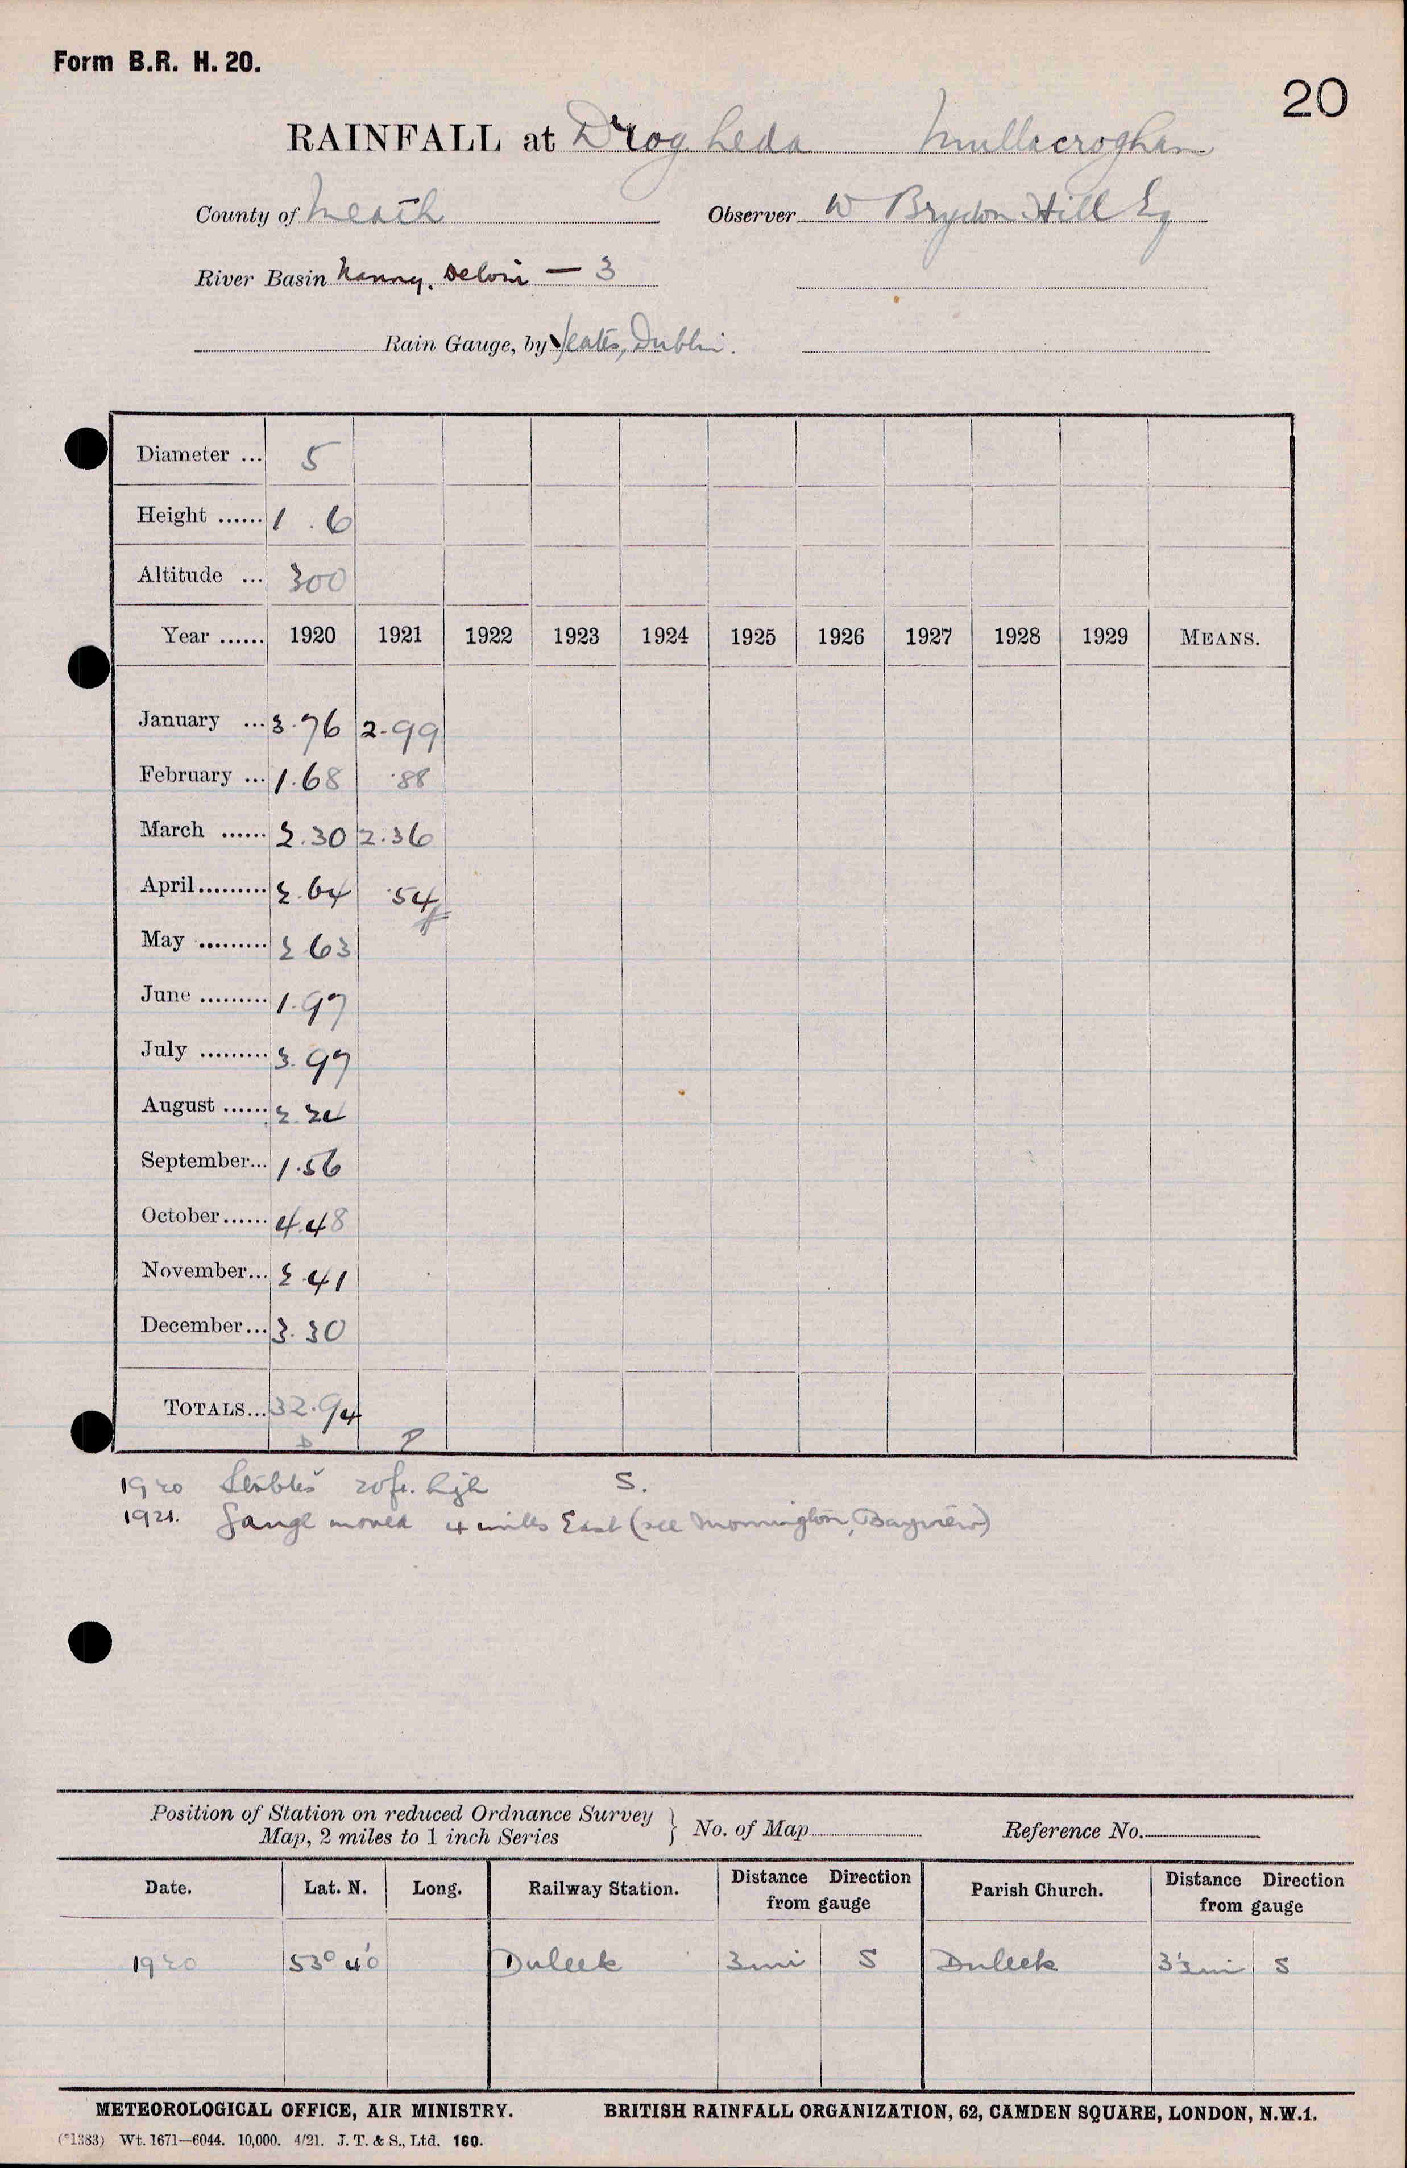 Form B.R. H. 20.
20
RAINFALL at Drogheda Mullacroghan
County of Meath Observer W Brydon Hill Esq
River Basin Nanny, Delvin — 3
Rain Gauge, by Yeates, Dublin.
Diameter ... 5
Height ...... 1 . 6
Altitude ... 300
Year ...... 1920 1921 1922 1923 1924 1925 1926 1927 1928 1929 MEANS.
January ... 3.76 2.99
February ... 1.68 .88
March ...... 2.30 2.36
April ......... 2.64 .54
May ......... 2 63
June ......... 1.97
July ......... 3.97
August ...... 2.24
September... 1.56
October...... 4.48
November... 2.41
December... 3.30
TOTALS... 32.94
D P
1920 Stables 20ft. high S.
1921. Gauge moved 4 miles East (see Mornington, Bayview)
Position of Station on reduced Ordnance Survey
Map, 2 miles to 1 inch Series } No. of Map Reference No.
Date. Lat. N. Long. Railway Station. Distance Direction from gauge Parish Church. Distance Direction from gauge
1920 53° 40' Duleek 3 mi S Duleek 3 mi S
METEOROLOGICAL OFFICE, AIR MINISTRY. BRITISH RAINFALL ORGANIZATION, 62, CAMDEN SQUARE, LONDON, N.W.1.
(*1383) Wt. 1671—6044. 10,000. 4/21. J. T. & S., Ltd. 160.